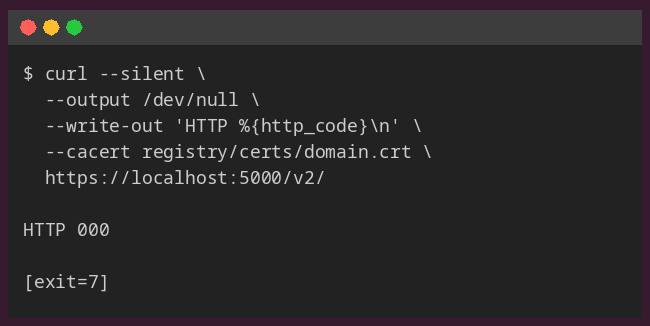 $ curl --silent \
  --output /dev/null \
  --write-out 'HTTP %{http_code}\n' \
  --cacert registry/certs/domain.crt \
  https://localhost:5000/v2/

HTTP 000

[exit=7]